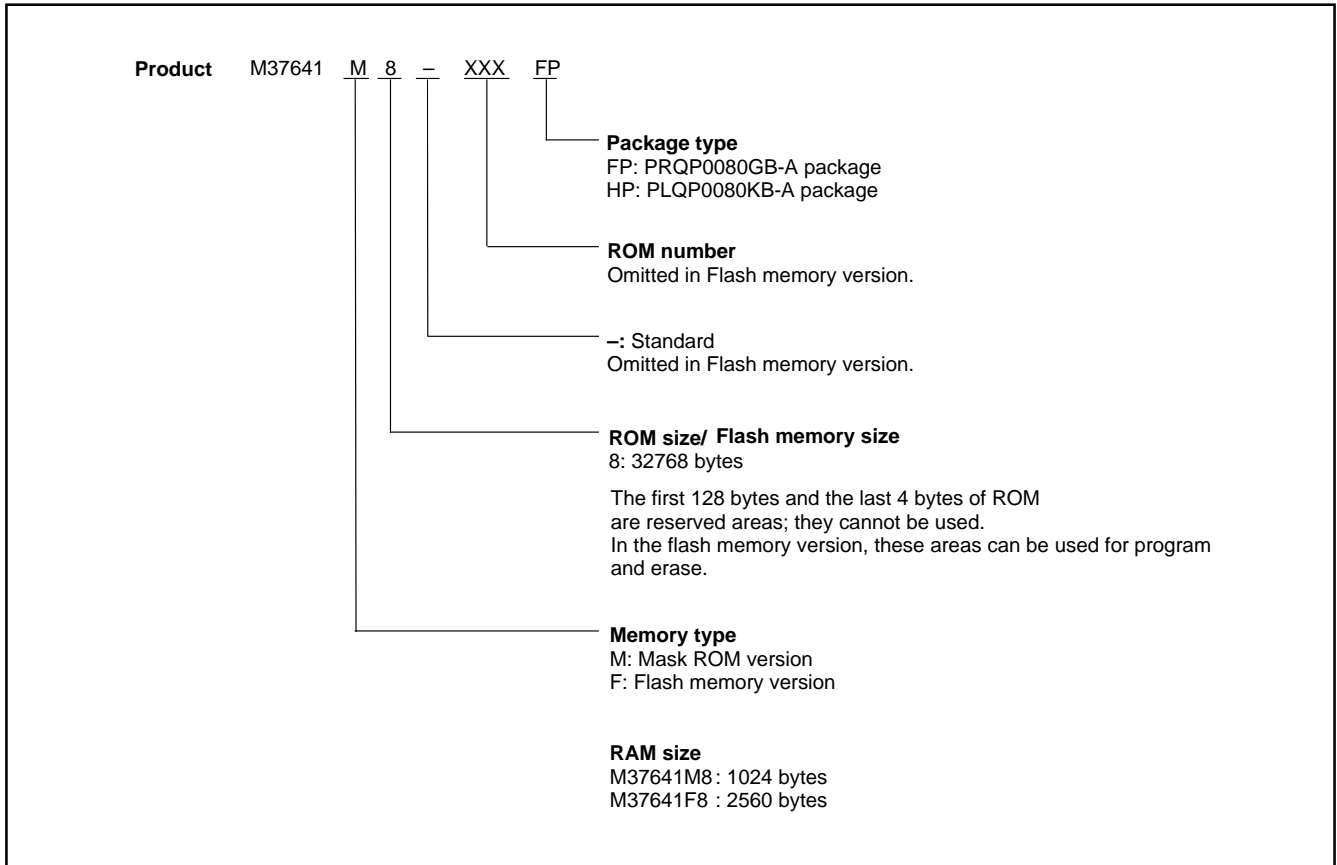 Product M37641 M 8 – XXX FP
Package type
FP: PRQP0080GB-A package
HP: PLQP0080KB-A package
ROM number
Omitted in Flash memory version.
–: Standard
Omitted in Flash memory version.
ROM size/ Flash memory size
8: 32768 bytes
The first 128 bytes and the last 4 bytes of ROM
are reserved areas; they cannot be used.
In the flash memory version, these areas can be used for program
and erase.
Memory type
M: Mask ROM version
F: Flash memory version
RAM size
M37641M8 : 1024 bytes
M37641F8 : 2560 bytes